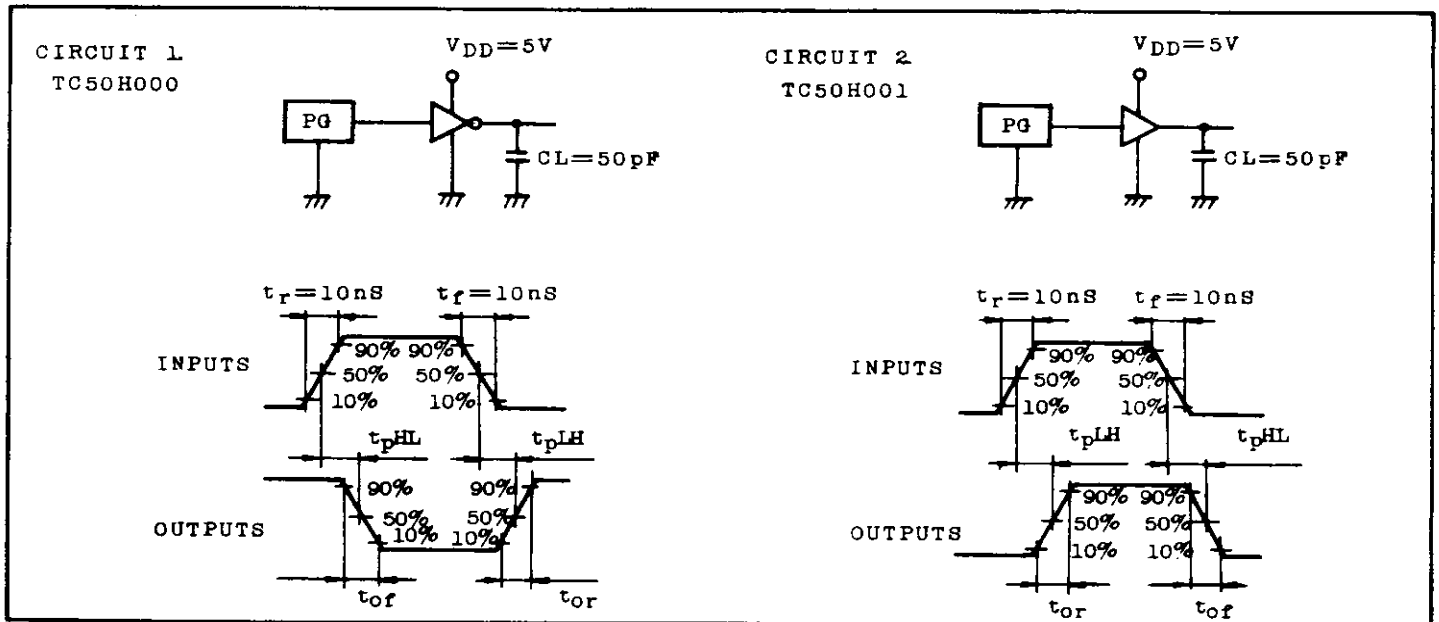 CIRCUIT 1
TC50H000
VDD=5V
PG
CL=50pF
tr=10nS
tf=10nS
INPUTS
90% 90%
50% 50%
10% 10%
tpHL
tpLH
OUTPUTS
90% 90%
50% 50%
10% 10%
tof
tor
CIRCUIT 2
TC50H001
VDD=5V
PG
CL=50pF
tr=10nS
tf=10nS
INPUTS
90% 90%
50% 50%
10% 10%
tpLH
tpHL
OUTPUTS
90% 90%
50% 50%
10% 10%
tor
tof